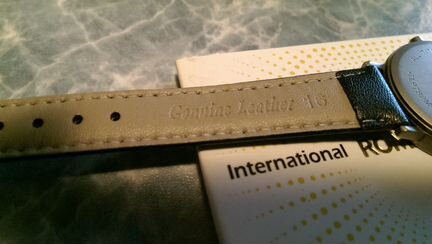 Genuine Leather 16
International